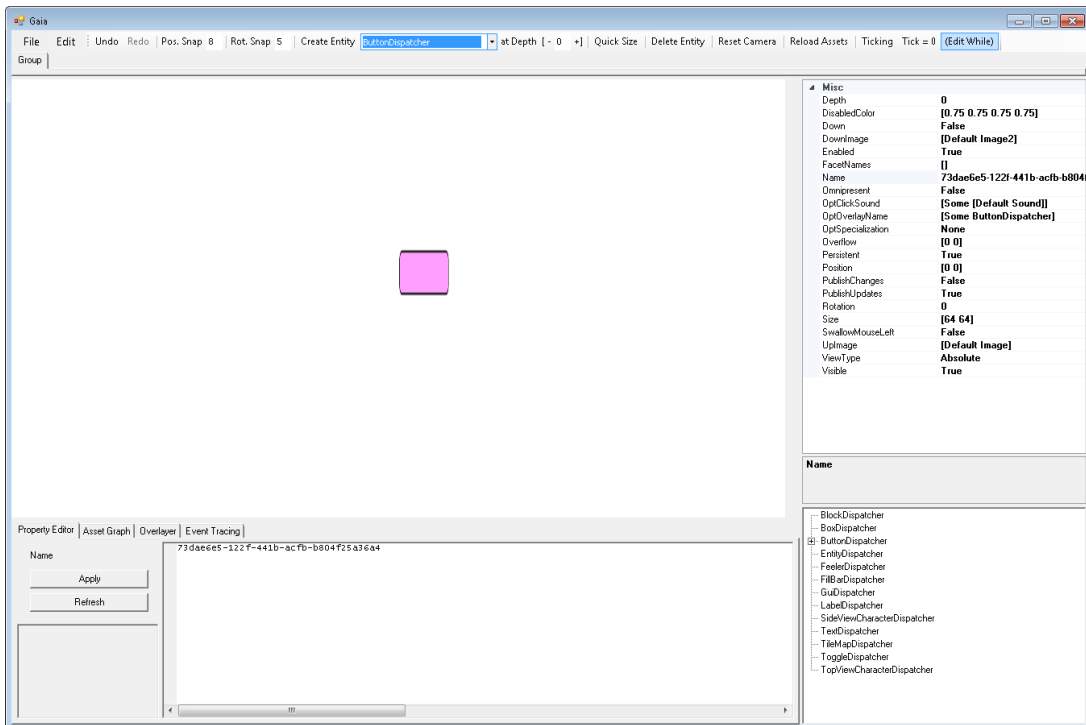 Gaia
File Edit Undo Redo Pos. Snap 8 Rot. Snap 5 Create Entity ButtonDispatcher at Depth [ - 0 +] Quick Size Delete Entity Reset Camera Reload Assets Ticking Tick = 0 (Edit While)
Group
Misc
Depth 0
DisabledColor [0.75 0.75 0.75 0.75]
Down False
DownImage [Default Image2]
Enabled True
FacetNames []
Name 73dae6e5-122f-441b-acfb-b804f
Omnipresent False
OptClickSound [Some [Default Sound]]
OptOverlayName [Some ButtonDispatcher]
OptSpecialization None
Overflow [0 0]
Persistent True
Position [0 0]
PublishChanges False
PublishUpdates True
Rotation 0
Size [64 64]
SwallowMouseLeft False
UpImage [Default Image]
ViewType Absolute
Visible True
Name
Property Editor Asset Graph Overlayer Event Tracing
Name
Apply
Refresh
73dae6e5-122f-441b-acfb-b804f25a36a4
BlockDispatcher
BoxDispatcher
ButtonDispatcher
EntityDispatcher
FeelerDispatcher
FillBarDispatcher
GuiDispatcher
LabelDispatcher
SideViewCharacterDispatcher
TextDispatcher
TileMapDispatcher
ToggleDispatcher
TopViewCharacterDispatcher